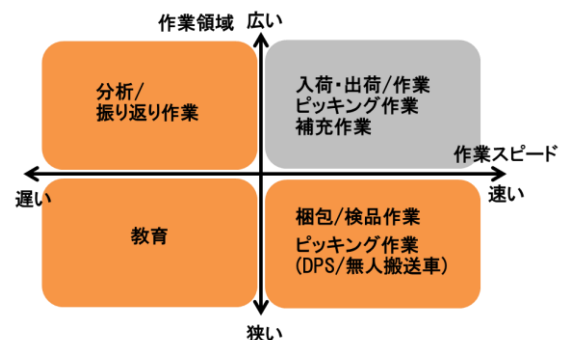 作業領域 広い
分析/
振り返り作業
入荷・出荷/作業
ピッキング作業
補充作業
作業スピード
遅い
速い
教育
梱包/検品作業
ピッキング作業
(DPS/無人搬送車)
狭い